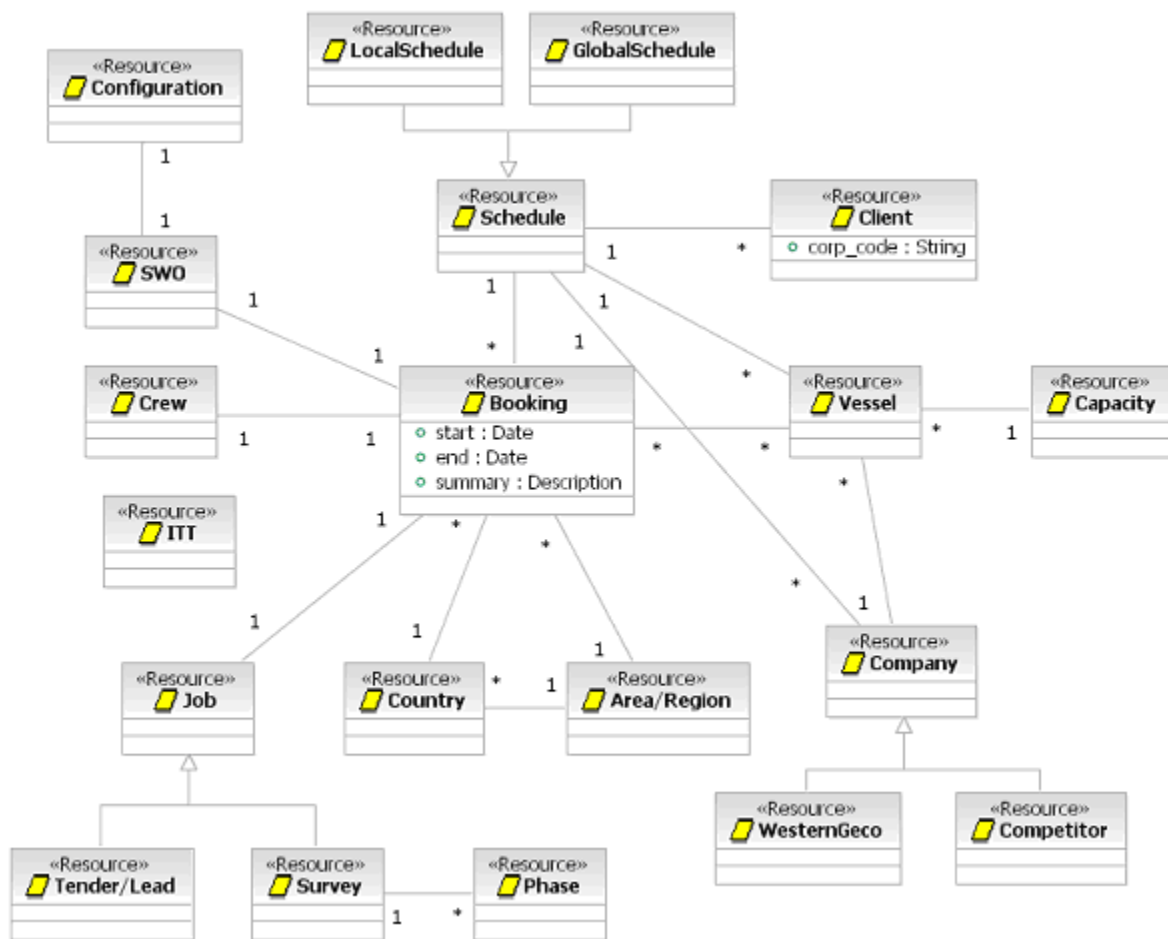 «Resource»
LocalSchedule
«Resource»
GlobalSchedule
«Resource»
Configuration
1
1
«Resource»
Schedule
«Resource»
Client
corp_code : String
1
*
«Resource»
SWO
1
1
1
1
1
*
*
«Resource»
Booking
start : Date
end : Date
summary : Description
«Resource»
Crew
1
1
«Resource»
Vessel
*
*
«Resource»
Capacity
*
1
*
«Resource»
ITT
1
*
*
*
1
1
1
1
«Resource»
Job
«Resource»
Country
*
1
«Resource»
Area/Region
«Resource»
Company
«Resource»
WesternGeco
«Resource»
Competitor
«Resource»
Tender/Lead
«Resource»
Survey
1
*
«Resource»
Phase